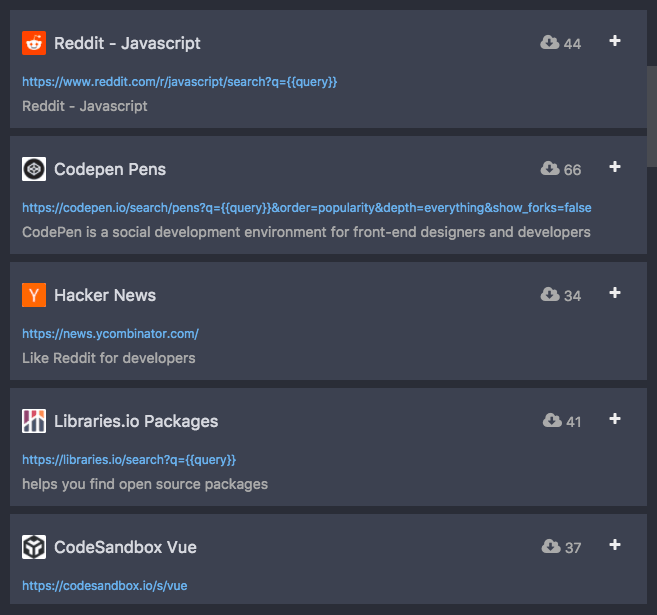 Reddit - Javascript 44 +
https://www.reddit.com/r/javascript/search?q={{query}}
Reddit - Javascript
Codepen Pens 66 +
https://codepen.io/search/pens?q={{query}}&order=popularity&depth=everything&show_forks=false
CodePen is a social development environment for front-end designers and developers
Y Hacker News 34 +
https://news.ycombinator.com/
Like Reddit for developers
Libraries.io Packages 41 +
https://libraries.io/search?q={{query}}
helps you find open source packages
CodeSandbox Vue 37 +
https://codesandbox.io/s/vue